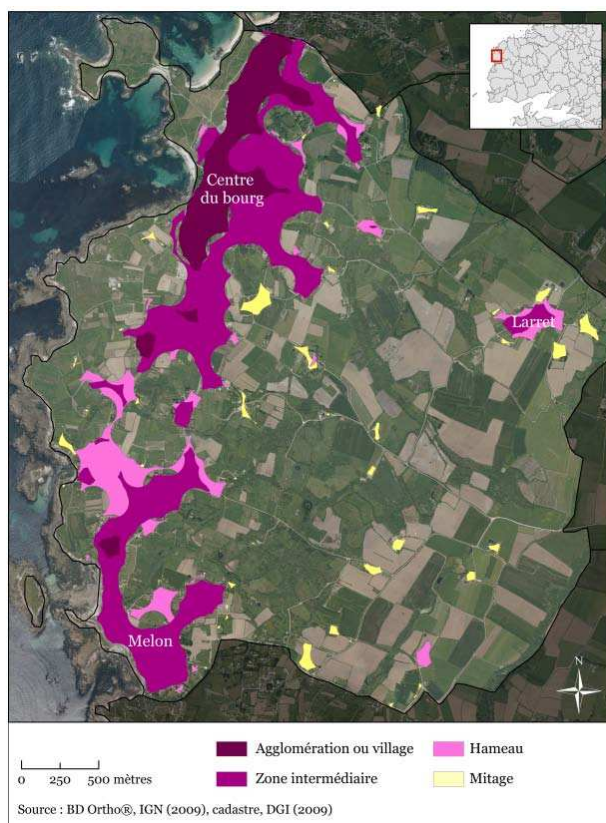 Centre
du bourg
Larret
Melon
N
0 250 500 mètres
Agglomération ou village
Hameau
Zone intermédiaire
Mitage
Source : BD Ortho®, IGN (2009), cadastre, DGI (2009)